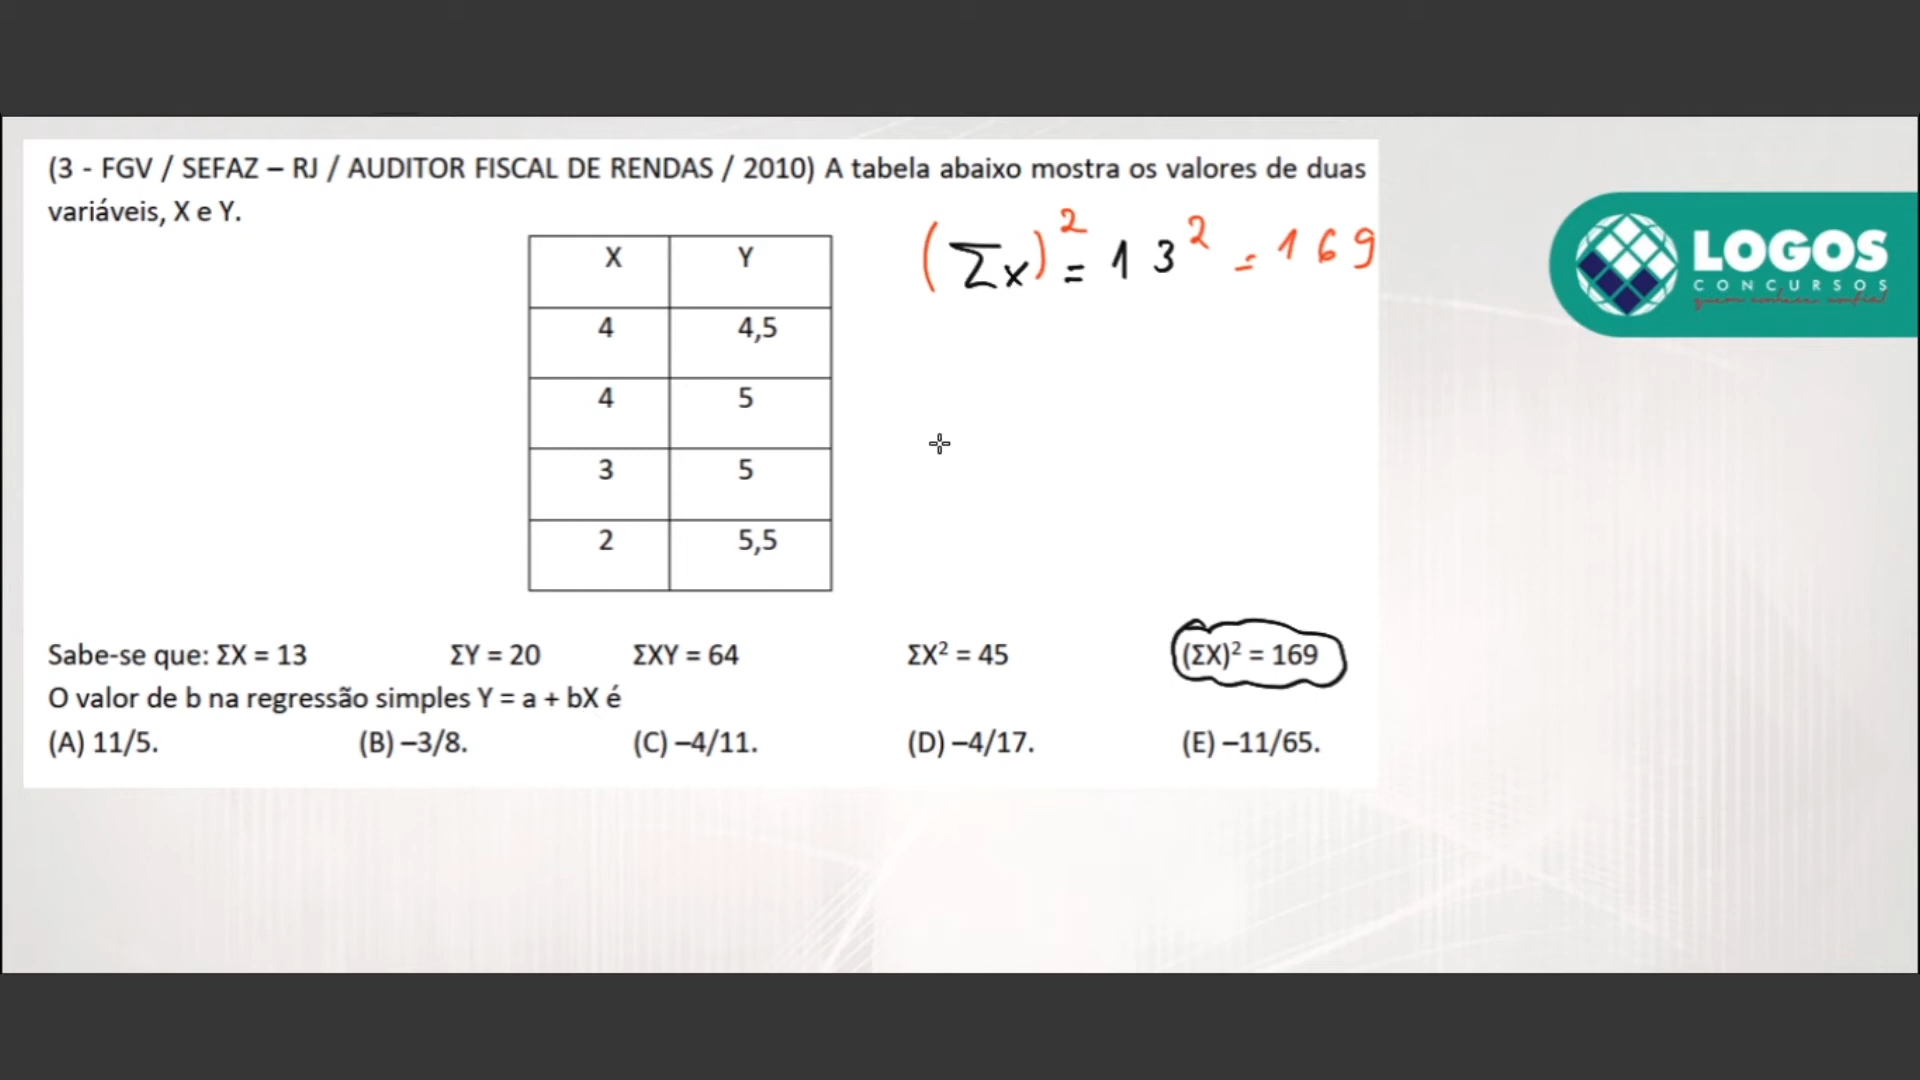 (3 - FGV / SEFAZ – RJ / AUDITOR FISCAL DE RENDAS / 2010) A tabela abaixo mostra os valores de duas
variáveis, X e Y.
(Σx)² = 13² = 169
LOGOS
CONCURSOS
quem conhece confia!
X Y
4 4,5
4 5
3 5
2 5,5
Sabe-se que: ΣX = 13 ΣY = 20 ΣXY = 64 ΣX² = 45 (ΣX)² = 169
O valor de b na regressão simples Y = a + bX é
(A) 11/5. (B) –3/8. (C) –4/11. (D) –4/17. (E) –11/65.